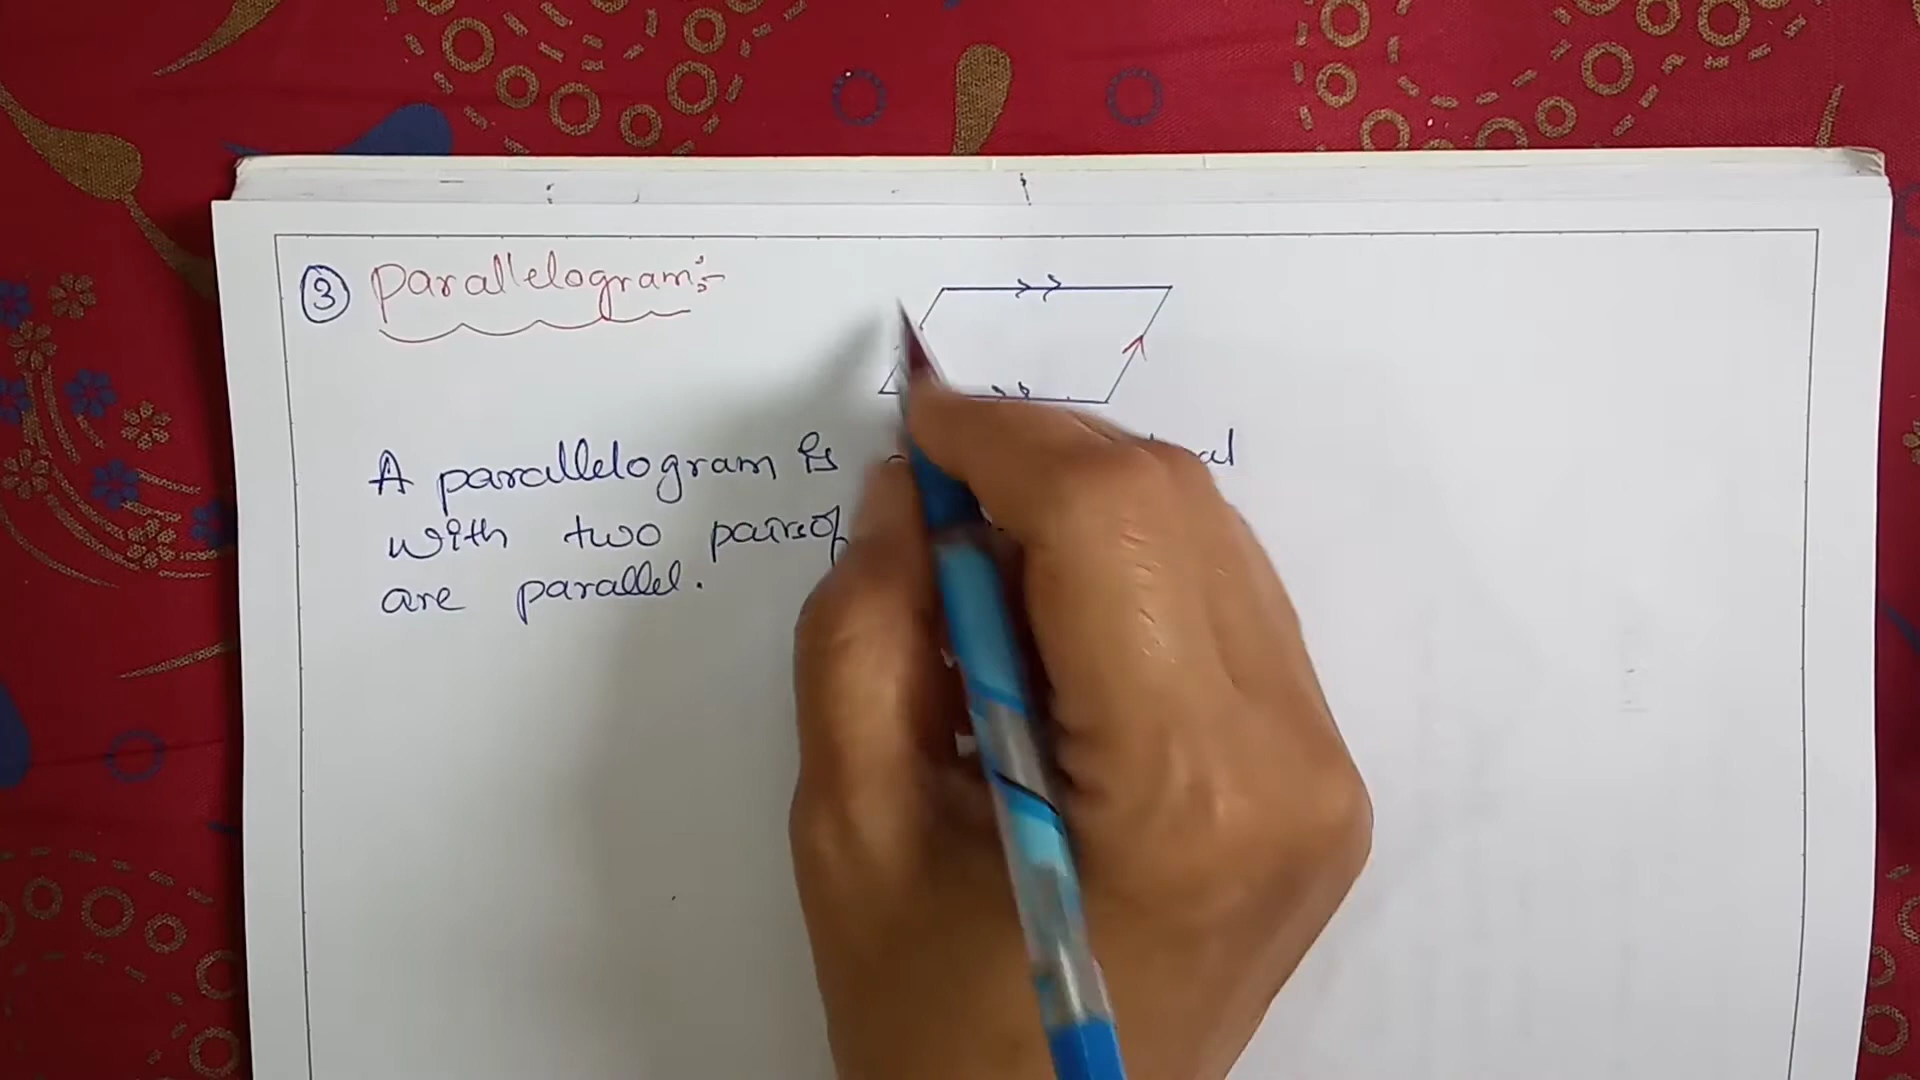 3 Parallelogram:-
A parallelogram is
with two pairs of
are parallel.